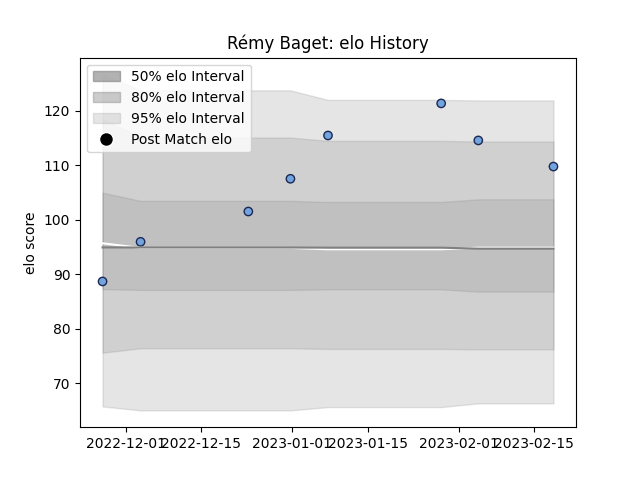 Rémy Baget: elo History
50% elo Interval
80% elo Interval
95% elo Interval
Post Match elo
elo score
120
110
100
90
80
70
2022-12-01 2022-12-15 2023-01-01 2023-01-15 2023-02-01 2023-02-15